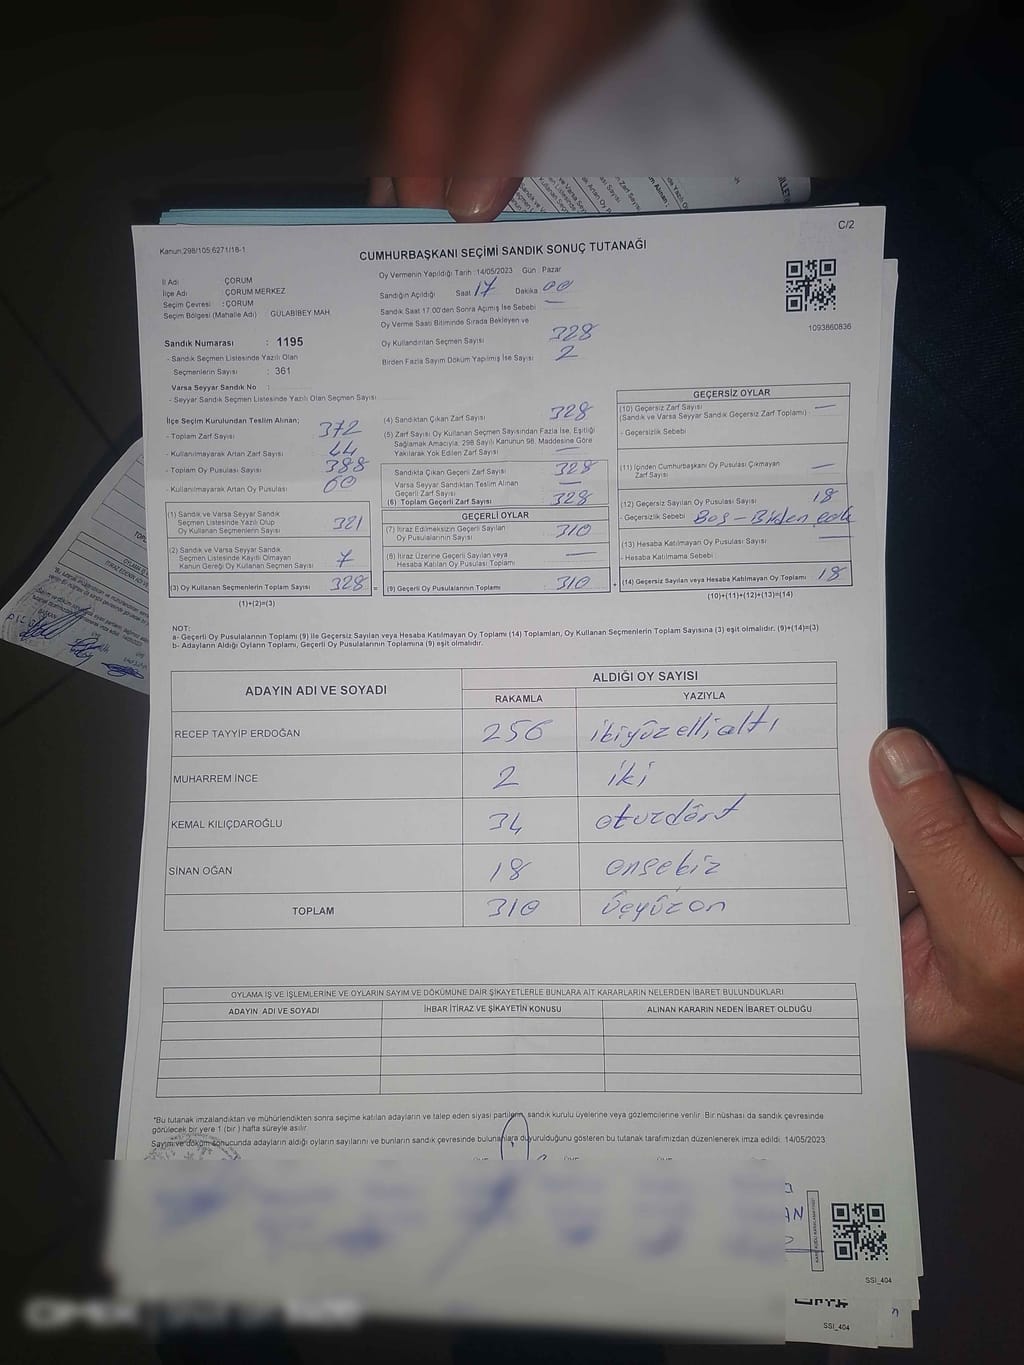 C/2
Kanun:298/105:6271/18-1
CUMHURBAŞKANI SEÇİMİ SANDIK SONUÇ TUTANAĞI
İl Adı : ÇORUM
İlçe Adı : ÇORUM MERKEZ
Seçim Çevresi : ÇORUM
Seçim Bölgesi (Mahalle Adı) : GÜLABİBEY MAH.
Sandık Numarası : 1195
- Sandık Seçmen Listesinde Yazılı Olan
Seçmenlerin Sayısı : 361
Varsa Seyyar Sandık No :
- Seyyar Sandık Seçmen Listesinde Yazılı Olan Seçmen Sayısı
Oy Vermenin Yapıldığı Tarih : 14/05/2023 Gün : Pazar
Sandığın Açıldığı Saat 17 Dakika 00
Sandık Saat 17:00'den Sonra Açılmış İse Sebebi —
Oy Verme Saati Bitiminde Sırada Bekleyen ve
Oy Kullandırılan Seçmen Sayısı 328
Birden Fazla Sayım Döküm Yapılmış İse Sayısı 2
1093860836
İlçe Seçim Kurulundan Teslim Alınan;
- Toplam Zarf Sayısı 372
- Kullanılmayarak Artan Zarf Sayısı 44
- Toplam Oy Pusulası Sayısı 388
- Kullanılmayarak Artan Oy Pusulası 60
(1) Sandık ve Varsa Seyyar Sandık
Seçmen Listesinde Yazılı Olup
Oy Kullanan Seçmenlerin Sayısı 321
(2) Sandık ve Varsa Seyyar Sandık
Seçmen Listesinde Kayıtlı Olmayan
Kanun Gereği Oy Kullanan Seçmen Sayısı 7
(3) Oy Kullanan Seçmenlerin Toplam Sayısı 328 =
(1)+(2)=(3)
(4) Sandıktan Çıkan Zarf Sayısı 328
(5) Zarf Sayısı Oy Kullanan Seçmen Sayısından Fazla İse, Eşitliği
Sağlamak Amacıyla; 298 Sayılı Kanunun 98. Maddesine Göre
Yakılarak Yok Edilen Zarf Sayısı —
Sandıkta Çıkan Geçerli Zarf Sayısı 328
Varsa Seyyar Sandıktan Teslim Alınan
Geçerli Zarf Sayısı —
(6) Toplam Geçerli Zarf Sayısı 328
GEÇERLİ OYLAR
(7) İtiraz Edilmeksizin Geçerli Sayılan
Oy Pusulalarının Sayısı 310
(8) İtiraz Üzerine Geçerli Sayılan veya
Hesaba Katılan Oy Pusulası Sayısı —
(9) Geçerli Oy Pusulalarının Toplamı 310 +
GEÇERSİZ OYLAR
(10) Geçersiz Zarf Sayısı —
(Sandık ve Varsa Seyyar Sandık Geçersiz Zarf Toplamı)
- Geçersizlik Sebebi
(11) İçinden Cumhurbaşkanı Oy Pusulası Çıkmayan
Zarf Sayısı —
(12) Geçersiz Sayılan Oy Pusulası Sayısı 18
- Geçersizlik Sebebi Boş - Birden çok
(13) Hesaba Katılmayan Oy Pusulası Sayısı —
- Hesaba Katılmama Sebebi
(14) Geçersiz Sayılan veya Hesaba Katılmayan Oy Toplamı 18
(10)+(11)+(12)+(13)=(14)
NOT:
a- Geçerli Oy Pusulalarının Toplamı (9) ile Geçersiz Sayılan veya Hesaba Katılmayan Oy Toplamı (14) Toplamları, Oy Kullanan Seçmenlerin Toplam Sayısına (3) eşit olmalıdır. (9)+(14)=(3)
b- Adayların Aldığı Oyların Toplamı, Geçerli Oy Pusulalarının Toplamına (9) eşit olmalıdır.
ADAYIN ADI VE SOYADI ALDIĞI OY SAYISI
RAKAMLA YAZIYLA
RECEP TAYYİP ERDOĞAN 256 ikiyüzellialtı
MUHARREM İNCE 2 iki
KEMAL KILIÇDAROĞLU 34 otuzdört
SİNAN OĞAN 18 onsekiz
TOPLAM 310 üçyüzon
OYLAMA İŞ VE İŞLEMLERİNE VE OYLARIN SAYIM VE DÖKÜMÜNE DAİR ŞİKAYETLERLE BUNLARA AİT KARARLARIN NELERDEN İBARET BULUNDUKLARI
ADAYIN ADI VE SOYADI İHBAR İTİRAZ VE ŞİKAYETİN KONUSU ALINAN KARARIN NEDEN İBARET OLDUĞU
*Bu tutanak imzalandıktan ve mühürlendikten sonra seçime katılan adayların ve talep eden siyasi partilerin, sandık kurulu üyelerine veya gözlemcilerine verilir. Bir nüshası da sandık çevresinde
görülecek bir yere 1 (bir) hafta süreyle asılır.
Sayım ve döküm sonucunda adayların aldığı oyların sayılarını ve bunların sandık çevresinde bulunanlara duyurulduğunu gösteren bu tutanak tarafımızdan düzenlenerek imza edildi. 14/05/2023
SSI_404
SSI_404